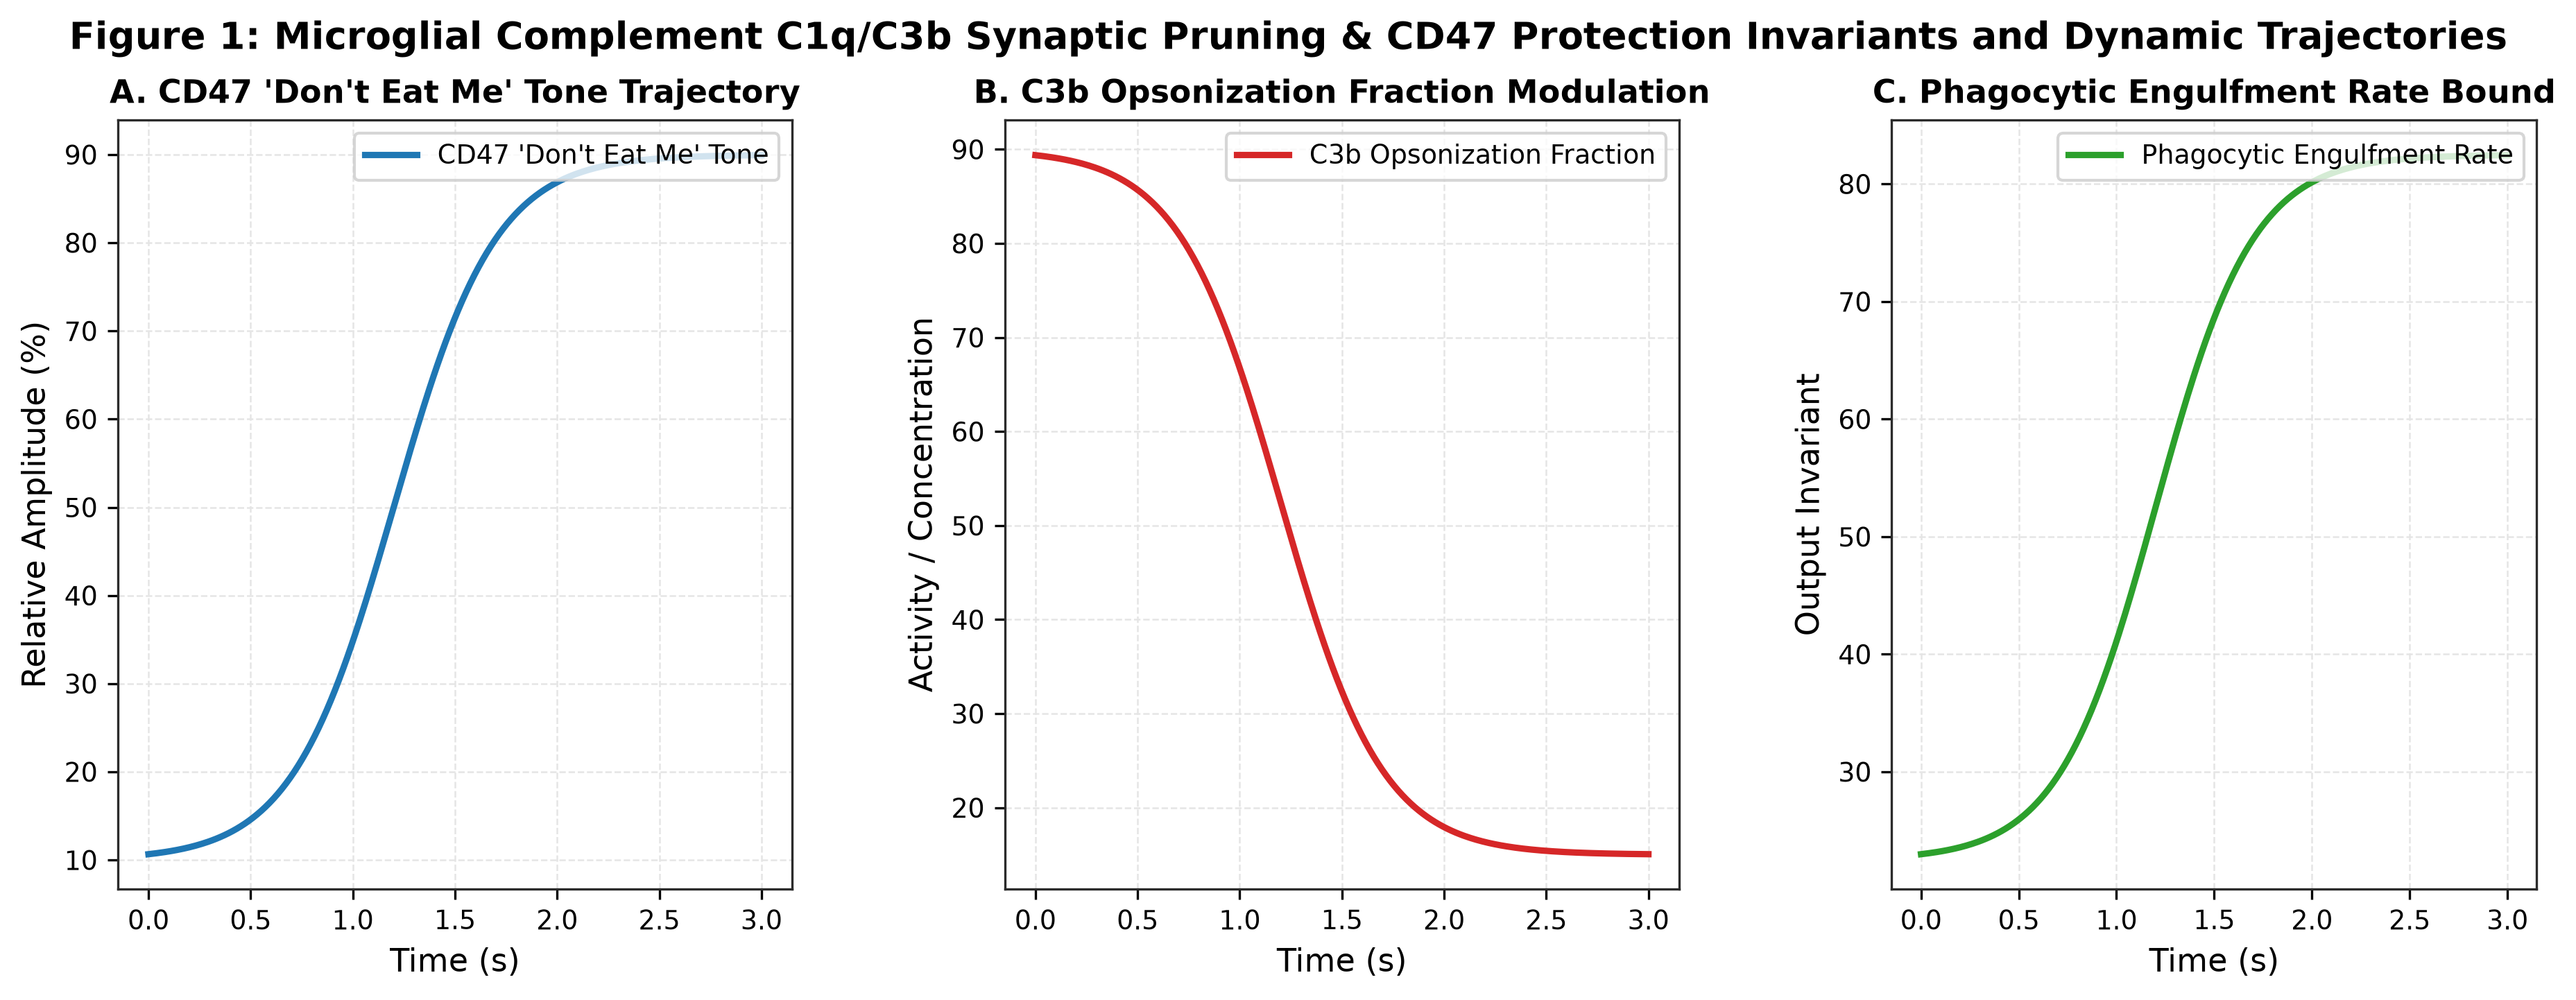 Figure 1: Microglial Complement C1q/C3b Synaptic Pruning & CD47 Protection Invariants and Dynamic Trajectories
A. CD47 'Don't Eat Me' Tone Trajectory
CD47 'Don't Eat Me' Tone
Relative Amplitude (%)
90
80
70
60
50
40
30
20
10
0.0 0.5 1.0 1.5 2.0 2.5 3.0
Time (s)
B. C3b Opsonization Fraction Modulation
C3b Opsonization Fraction
Activity / Concentration
90
80
70
60
50
40
30
20
0.0 0.5 1.0 1.5 2.0 2.5 3.0
Time (s)
C. Phagocytic Engulfment Rate Bound
Phagocytic Engulfment Rate
Output Invariant
80
70
60
50
40
30
0.0 0.5 1.0 1.5 2.0 2.5 3.0
Time (s)